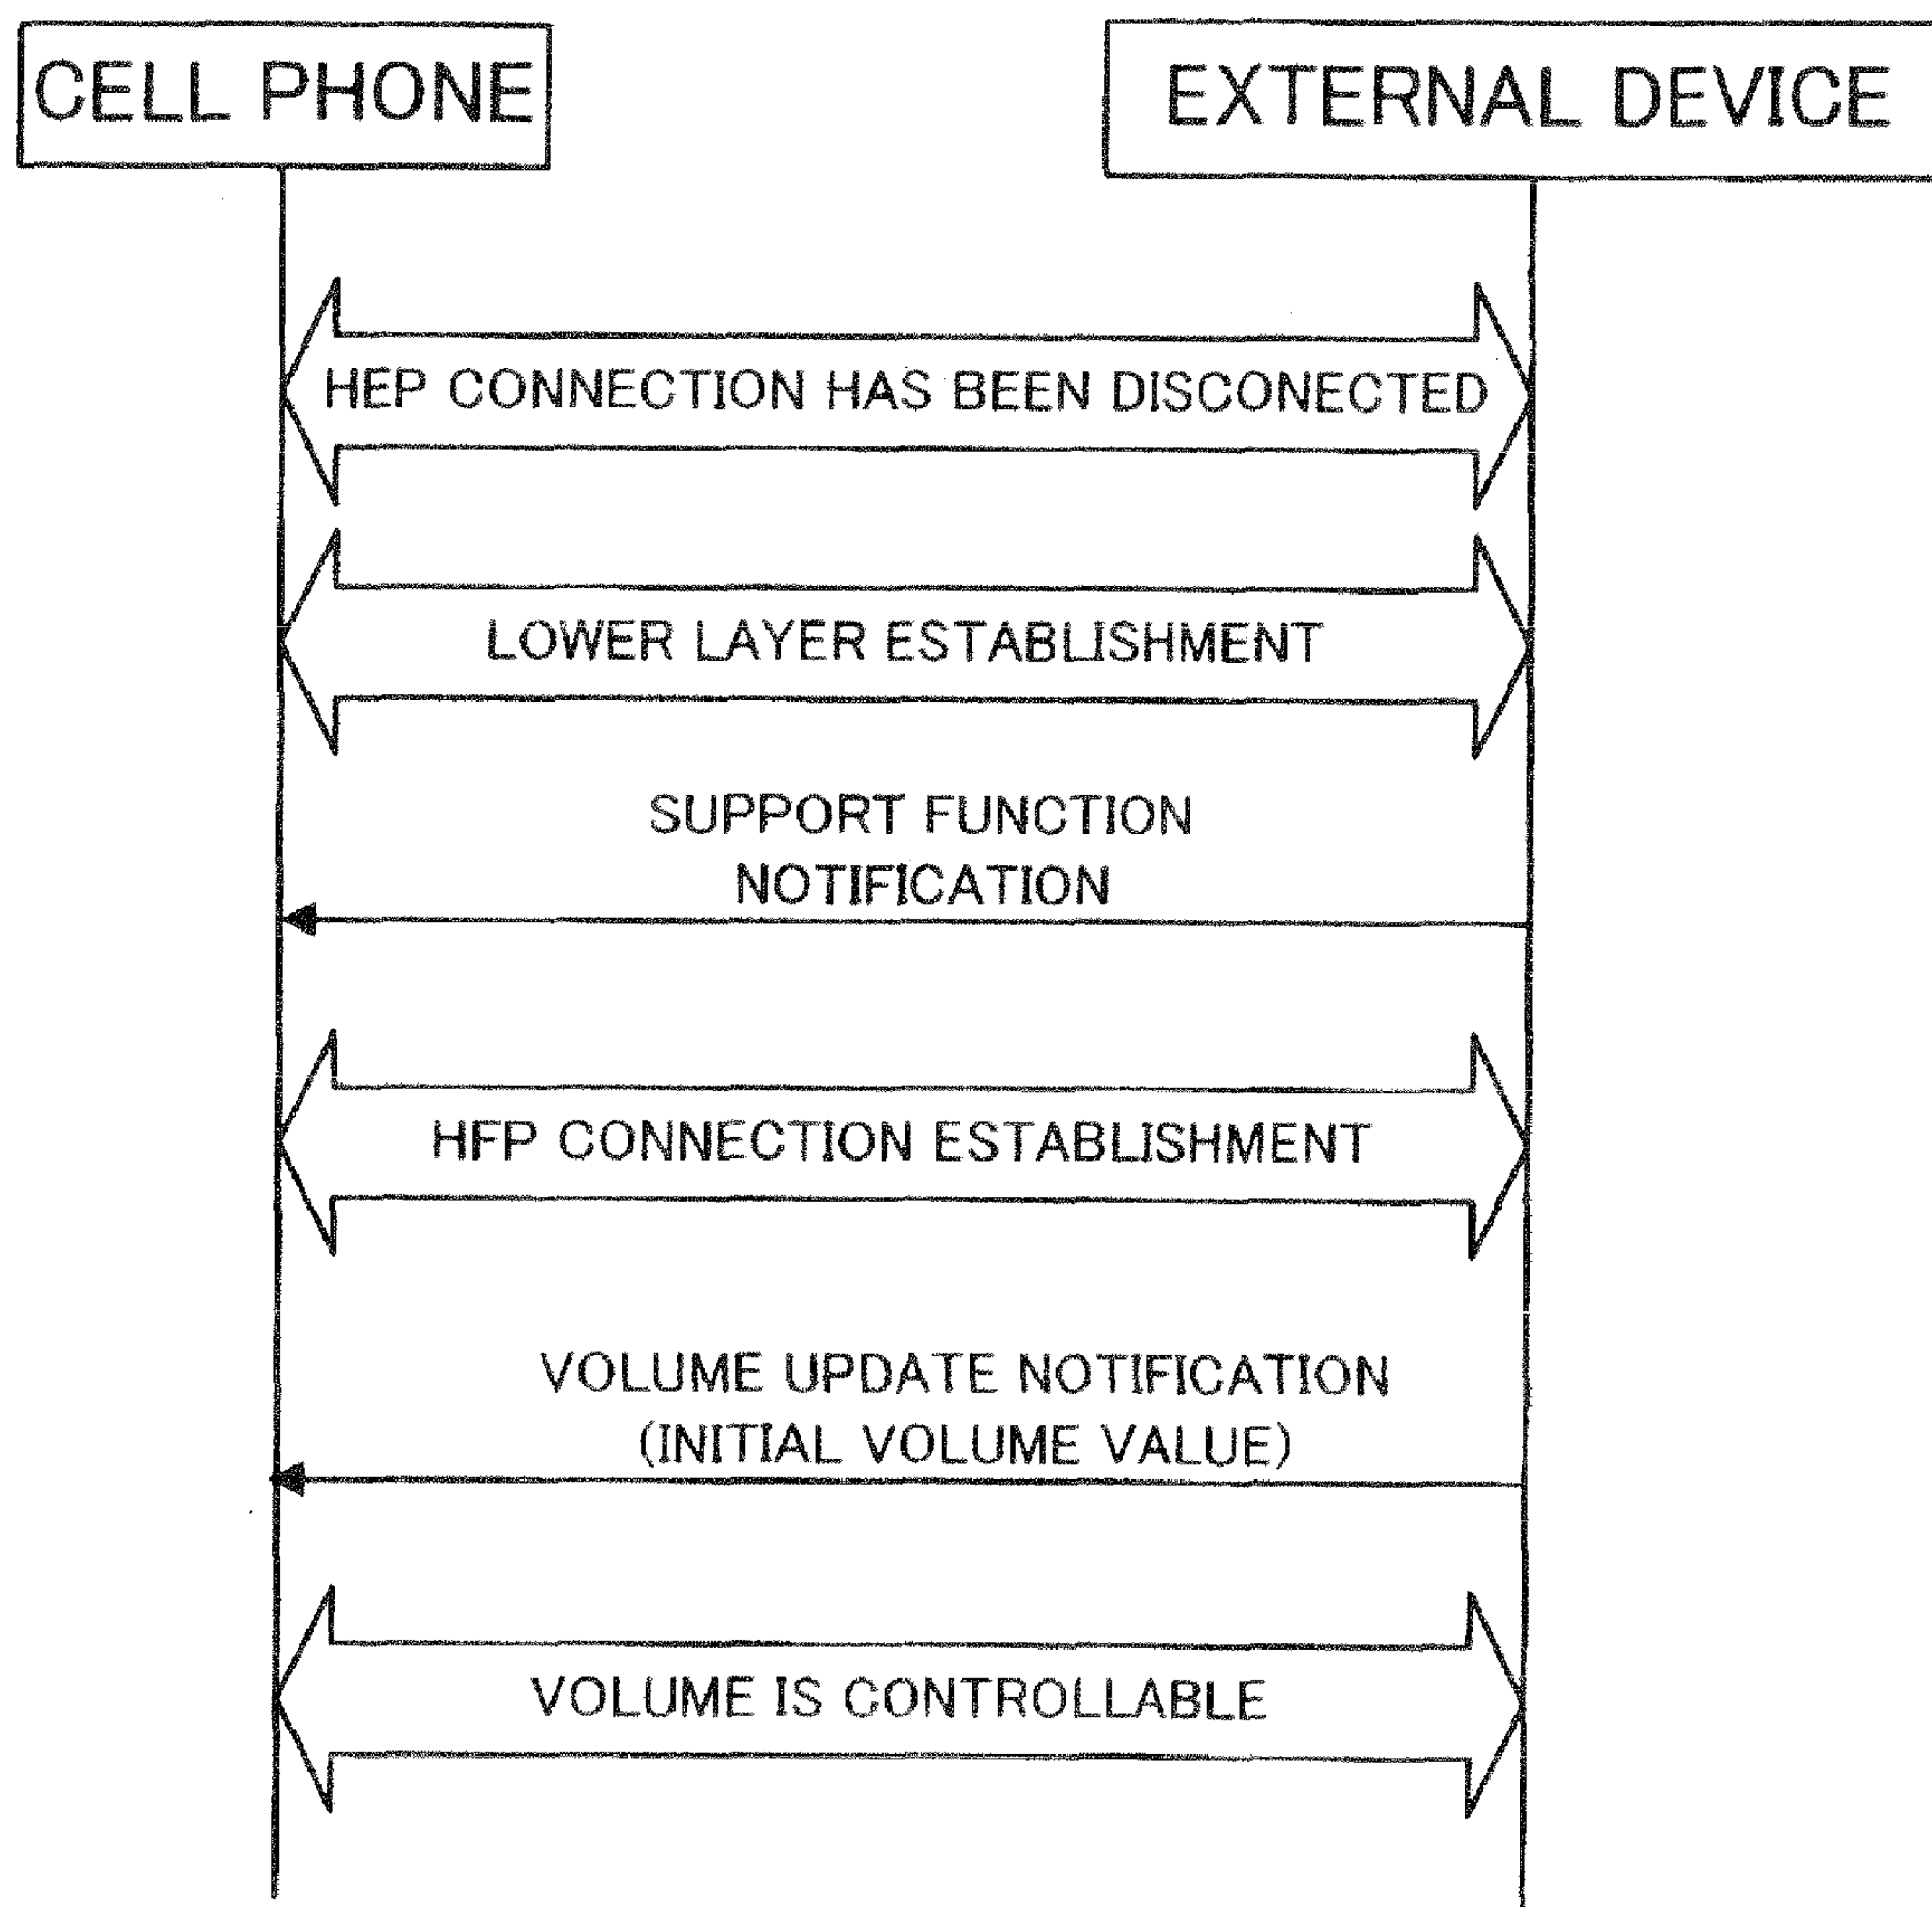 CELL PHONE
EXTERNAL DEVICE
HEP CONNECTION HAS BEEN DISCONECTED
LOWER LAYER ESTABLISHMENT
SUPPORT FUNCTION
NOTIFICATION
HFP CONNECTION ESTABLISHMENT
VOLUME UPDATE NOTIFICATION
(INITIAL VOLUME VALUE)
VOLUME IS CONTROLLABLE